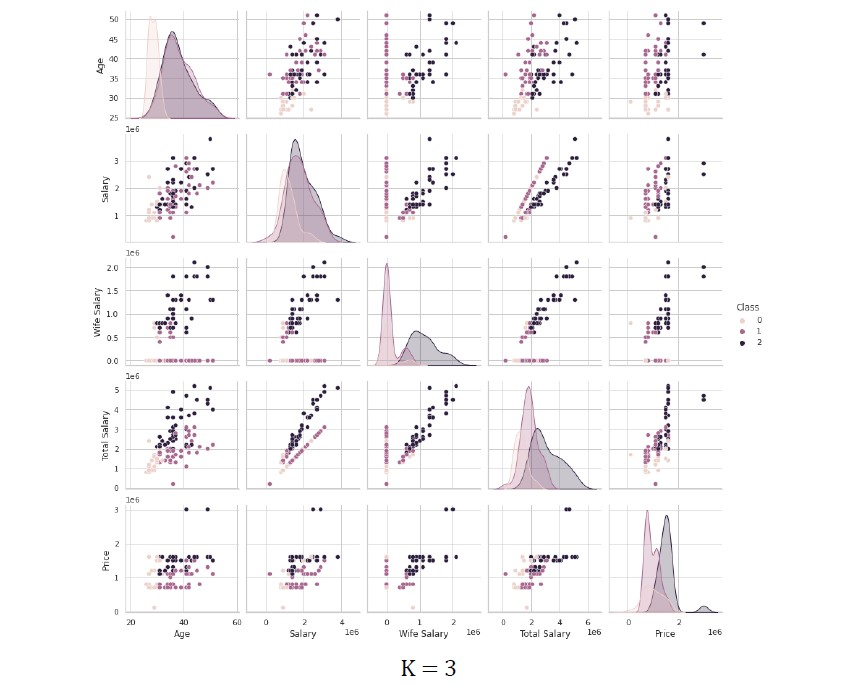 50
45
40
35
30
25
Age
1e6
3
2
1
Salary
1e6
2.0
1.5
1.0
0.5
0.0
Wife Salary
1e6
5
4
3
2
1
0
Total Salary
1e6
3
2
1
0
Price
20 40 60
Age
0 2 4
1e6
Salary
0 1 2
1e6
Wife Salary
0 2 4 6
1e6
Total Salary
0 2
1e6
Price
Class
0
1
2
K = 3